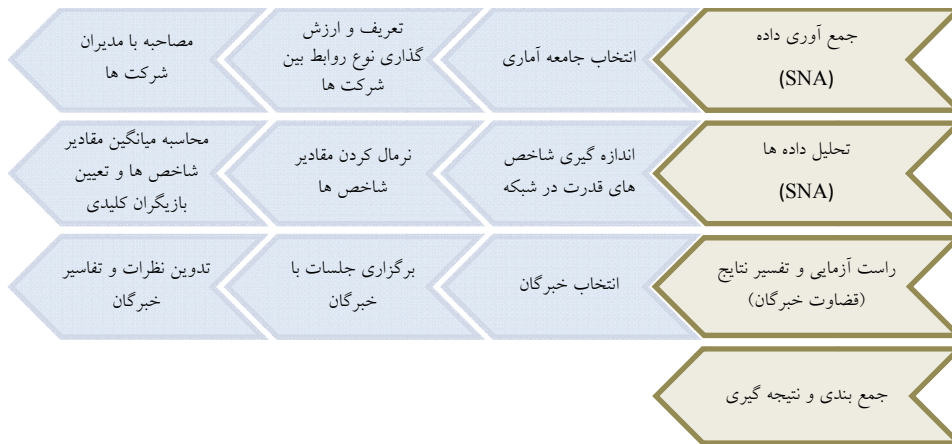 جمع آوری داده
(SNA)
انتخاب جامعه آماری
تعریف و ارزش
گذاری نوع روابط بین
شرکت ها
مصاحبه با مدیران
شرکت ها
تحلیل داده ها
(SNA)
اندازه گیری شاخص
های قدرت در شبکه
نرمال کردن مقادیر
شاخص ها
محاسبه میانگین مقادیر
شاخص ها و تعیین
بازیگران کلیدی
راست آزمایی و تفسیر نتایج
(قضاوت خبرگان)
انتخاب خبرگان
برگزاری جلسات با
خبرگان
تدوین نظرات و تفاسیر
خبرگان
جمع بندی و نتیجه گیری